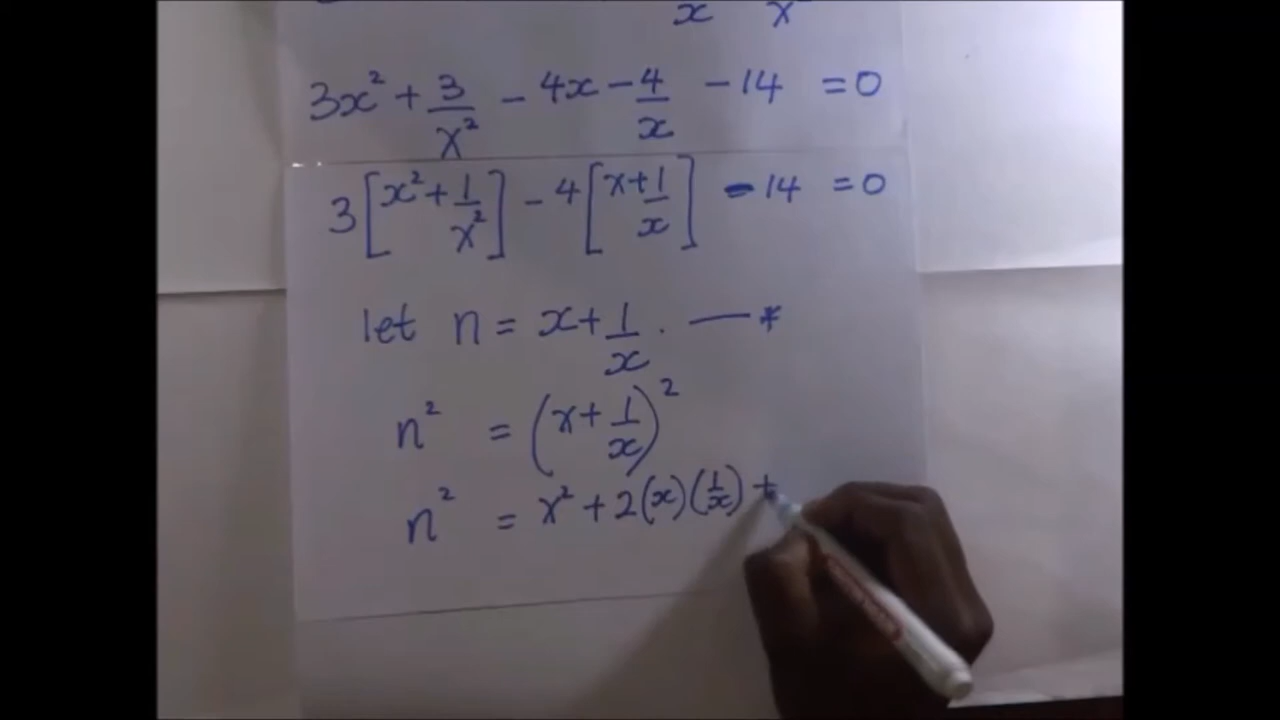 x x²
3x² + 3/x² - 4x - 4/x - 14 = 0
3[x² + 1/x²] - 4[x + 1/x] - 14 = 0
let n = x + 1/x . — *
n² = (x + 1/x)²
n² = x² + 2(x)(1/x) +